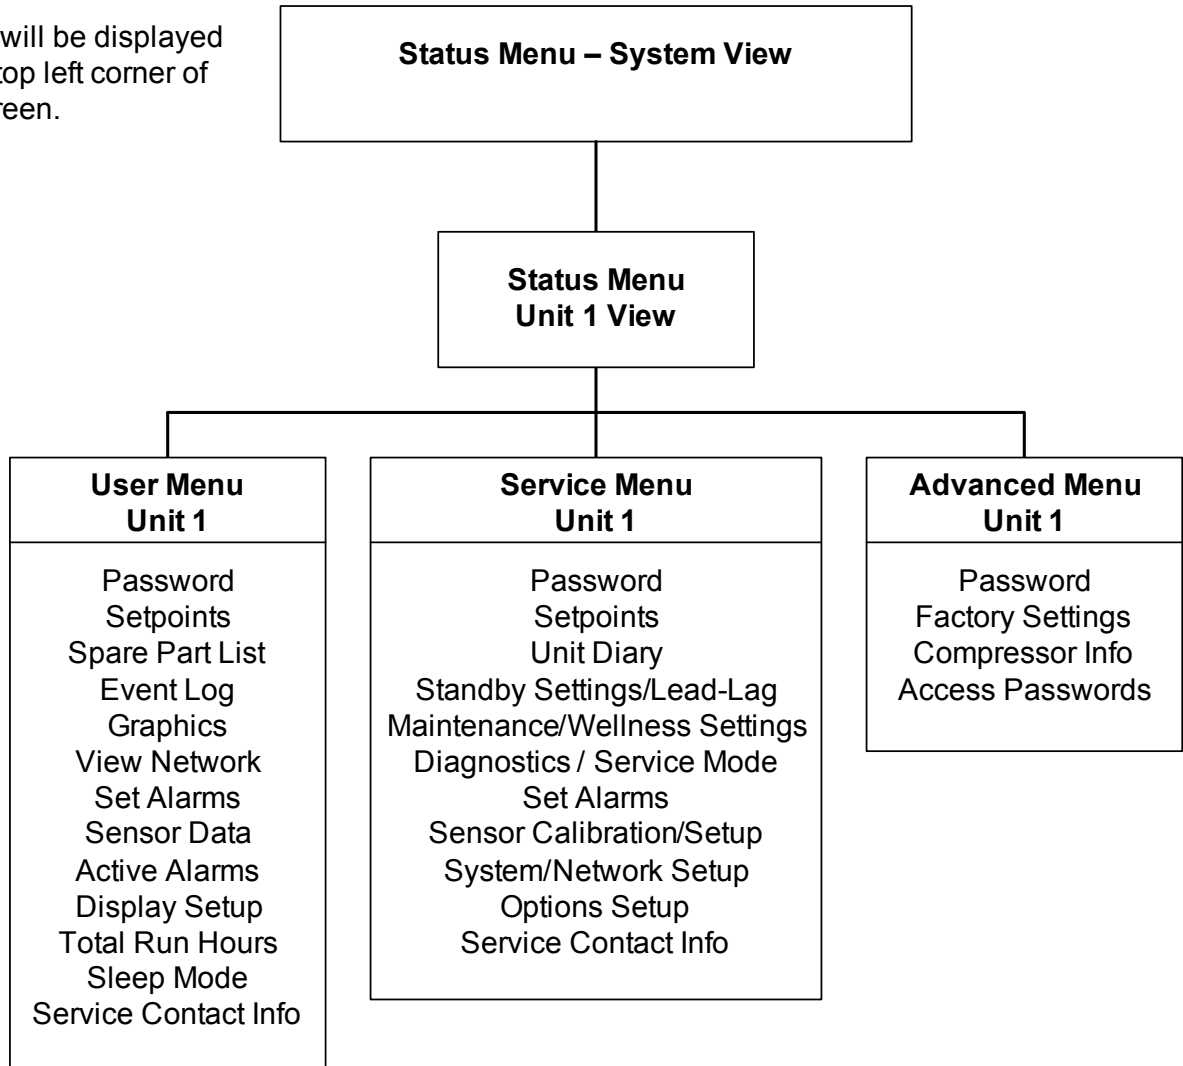 will be displayed
top left corner of
reen.
Status Menu – System View
Status Menu
Unit 1 View
User Menu
Unit 1
Password
Setpoints
Spare Part List
Event Log
Graphics
View Network
Set Alarms
Sensor Data
Active Alarms
Display Setup
Total Run Hours
Sleep Mode
Service Contact Info
Service Menu
Unit 1
Password
Setpoints
Unit Diary
Standby Settings/Lead-Lag
Maintenance/Wellness Settings
Diagnostics / Service Mode
Set Alarms
Sensor Calibration/Setup
System/Network Setup
Options Setup
Service Contact Info
Advanced Menu
Unit 1
Password
Factory Settings
Compressor Info
Access Passwords